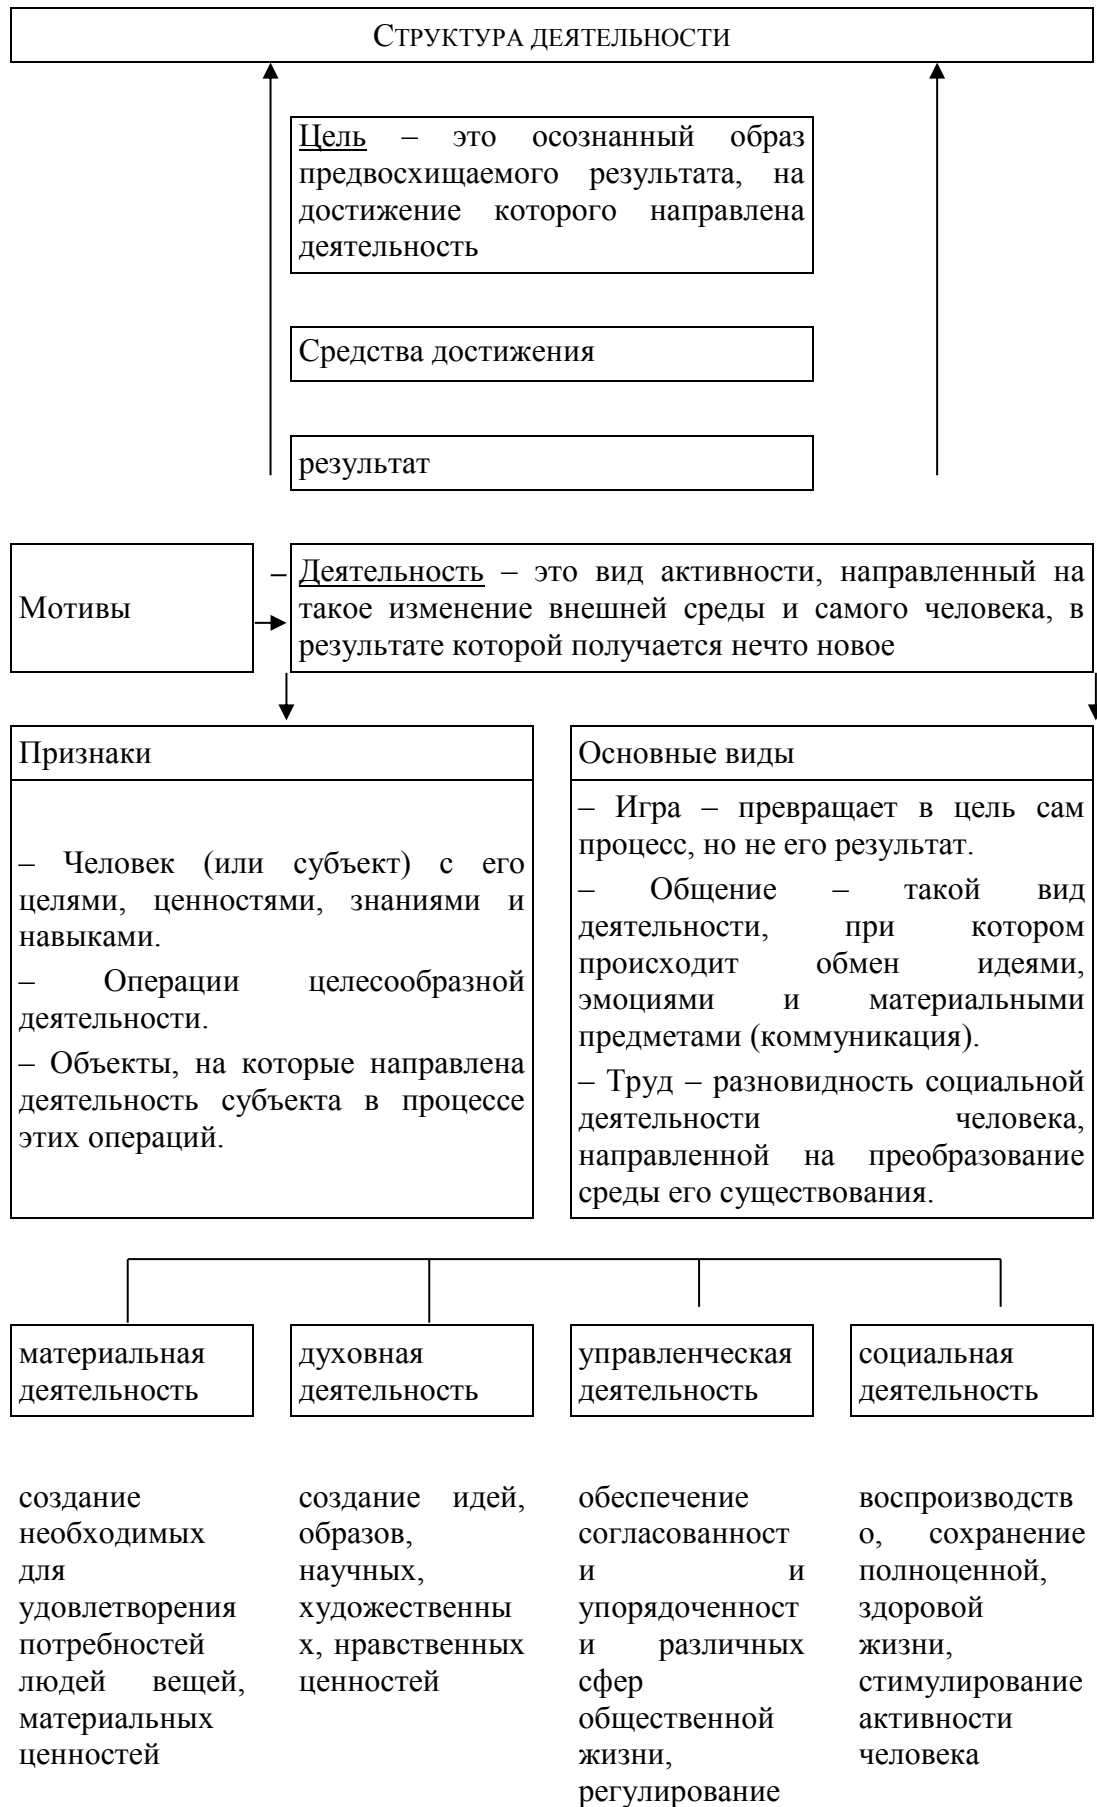 СТРУКТУРА ДЕЯТЕЛЬНОСТИ
Цель – это осознанный образ
предвосхищаемого результата, на
достижение которого направлена
деятельность
Средства достижения
результат
Мотивы
– Деятельность – это вид активности, направленный на
такое изменение внешней среды и самого человека, в
результате которой получается нечто новое
Признаки
– Человек (или субъект) с его
целями, ценностями, знаниями и
навыками.
– Операции целесообразной
деятельности.
– Объекты, на которые направлена
деятельность субъекта в процессе
этих операций.
Основные виды
– Игра – превращает в цель сам
процесс, но не его результат.
– Общение – такой вид
деятельности, при котором
происходит обмен идеями,
эмоциями и материальными
предметами (коммуникация).
– Труд – разновидность социальной
деятельности человека,
направленной на преобразование
среды его существования.
материальная
деятельность
духовная
деятельность
управленческая
деятельность
социальная
деятельность
создание
необходимых
для
удовлетворения
потребностей
людей вещей,
материальных
ценностей
создание идей,
образов,
научных,
художественны
х, нравственных
ценностей
обеспечение
согласованност
и и
упорядоченност
и различных
сфер
общественной
жизни,
регулирование
воспроизводств
о, сохранение
полноценной,
здоровой
жизни,
стимулирование
активности
человека